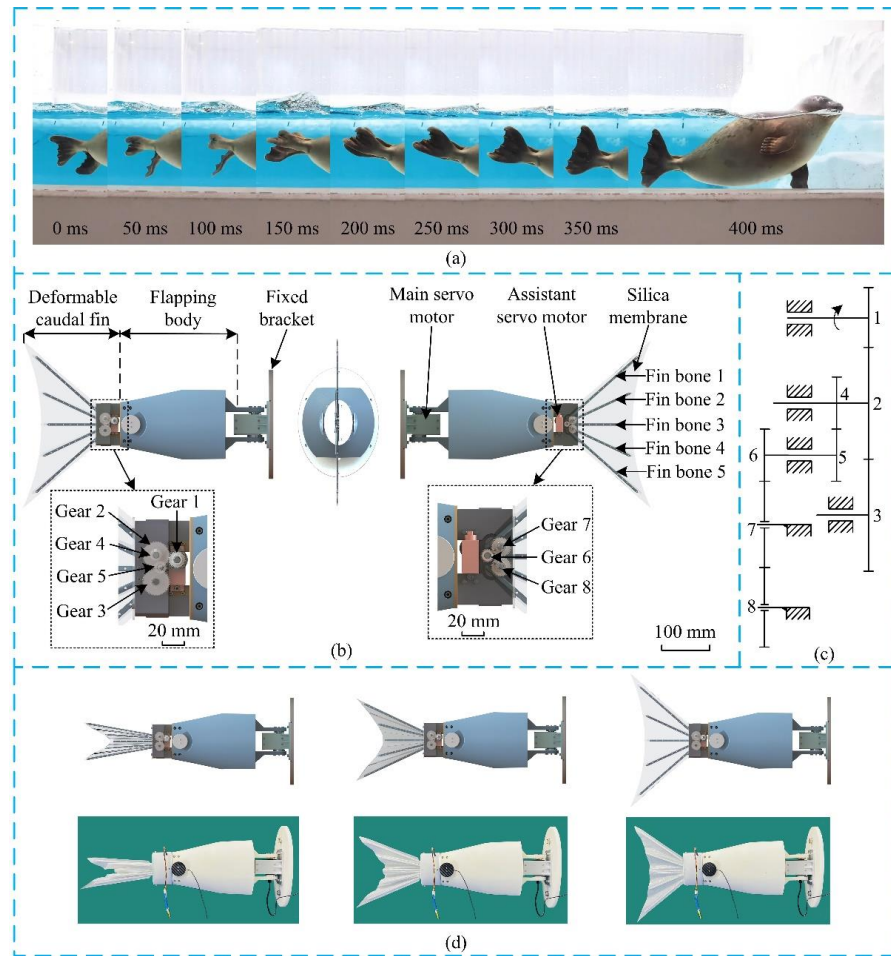 0 ms 50 ms 100 ms 150 ms 200 ms 250 ms 300 ms 350 ms 400 ms
(a)
Deformable
caudal fin
Flapping
body
Fixed
bracket
Main servo
motor
Assistant
servo motor
Silica
membrane
Fin bone 1
Fin bone 2
Fin bone 3
Fin bone 4
Fin bone 5
Gear 1
Gear 2
Gear 4
Gear 5
Gear 3
20 mm
Gear 7
Gear 6
Gear 8
20 mm
100 mm
(b)
1
4
2
6
5
3
7
8
(c)
(d)